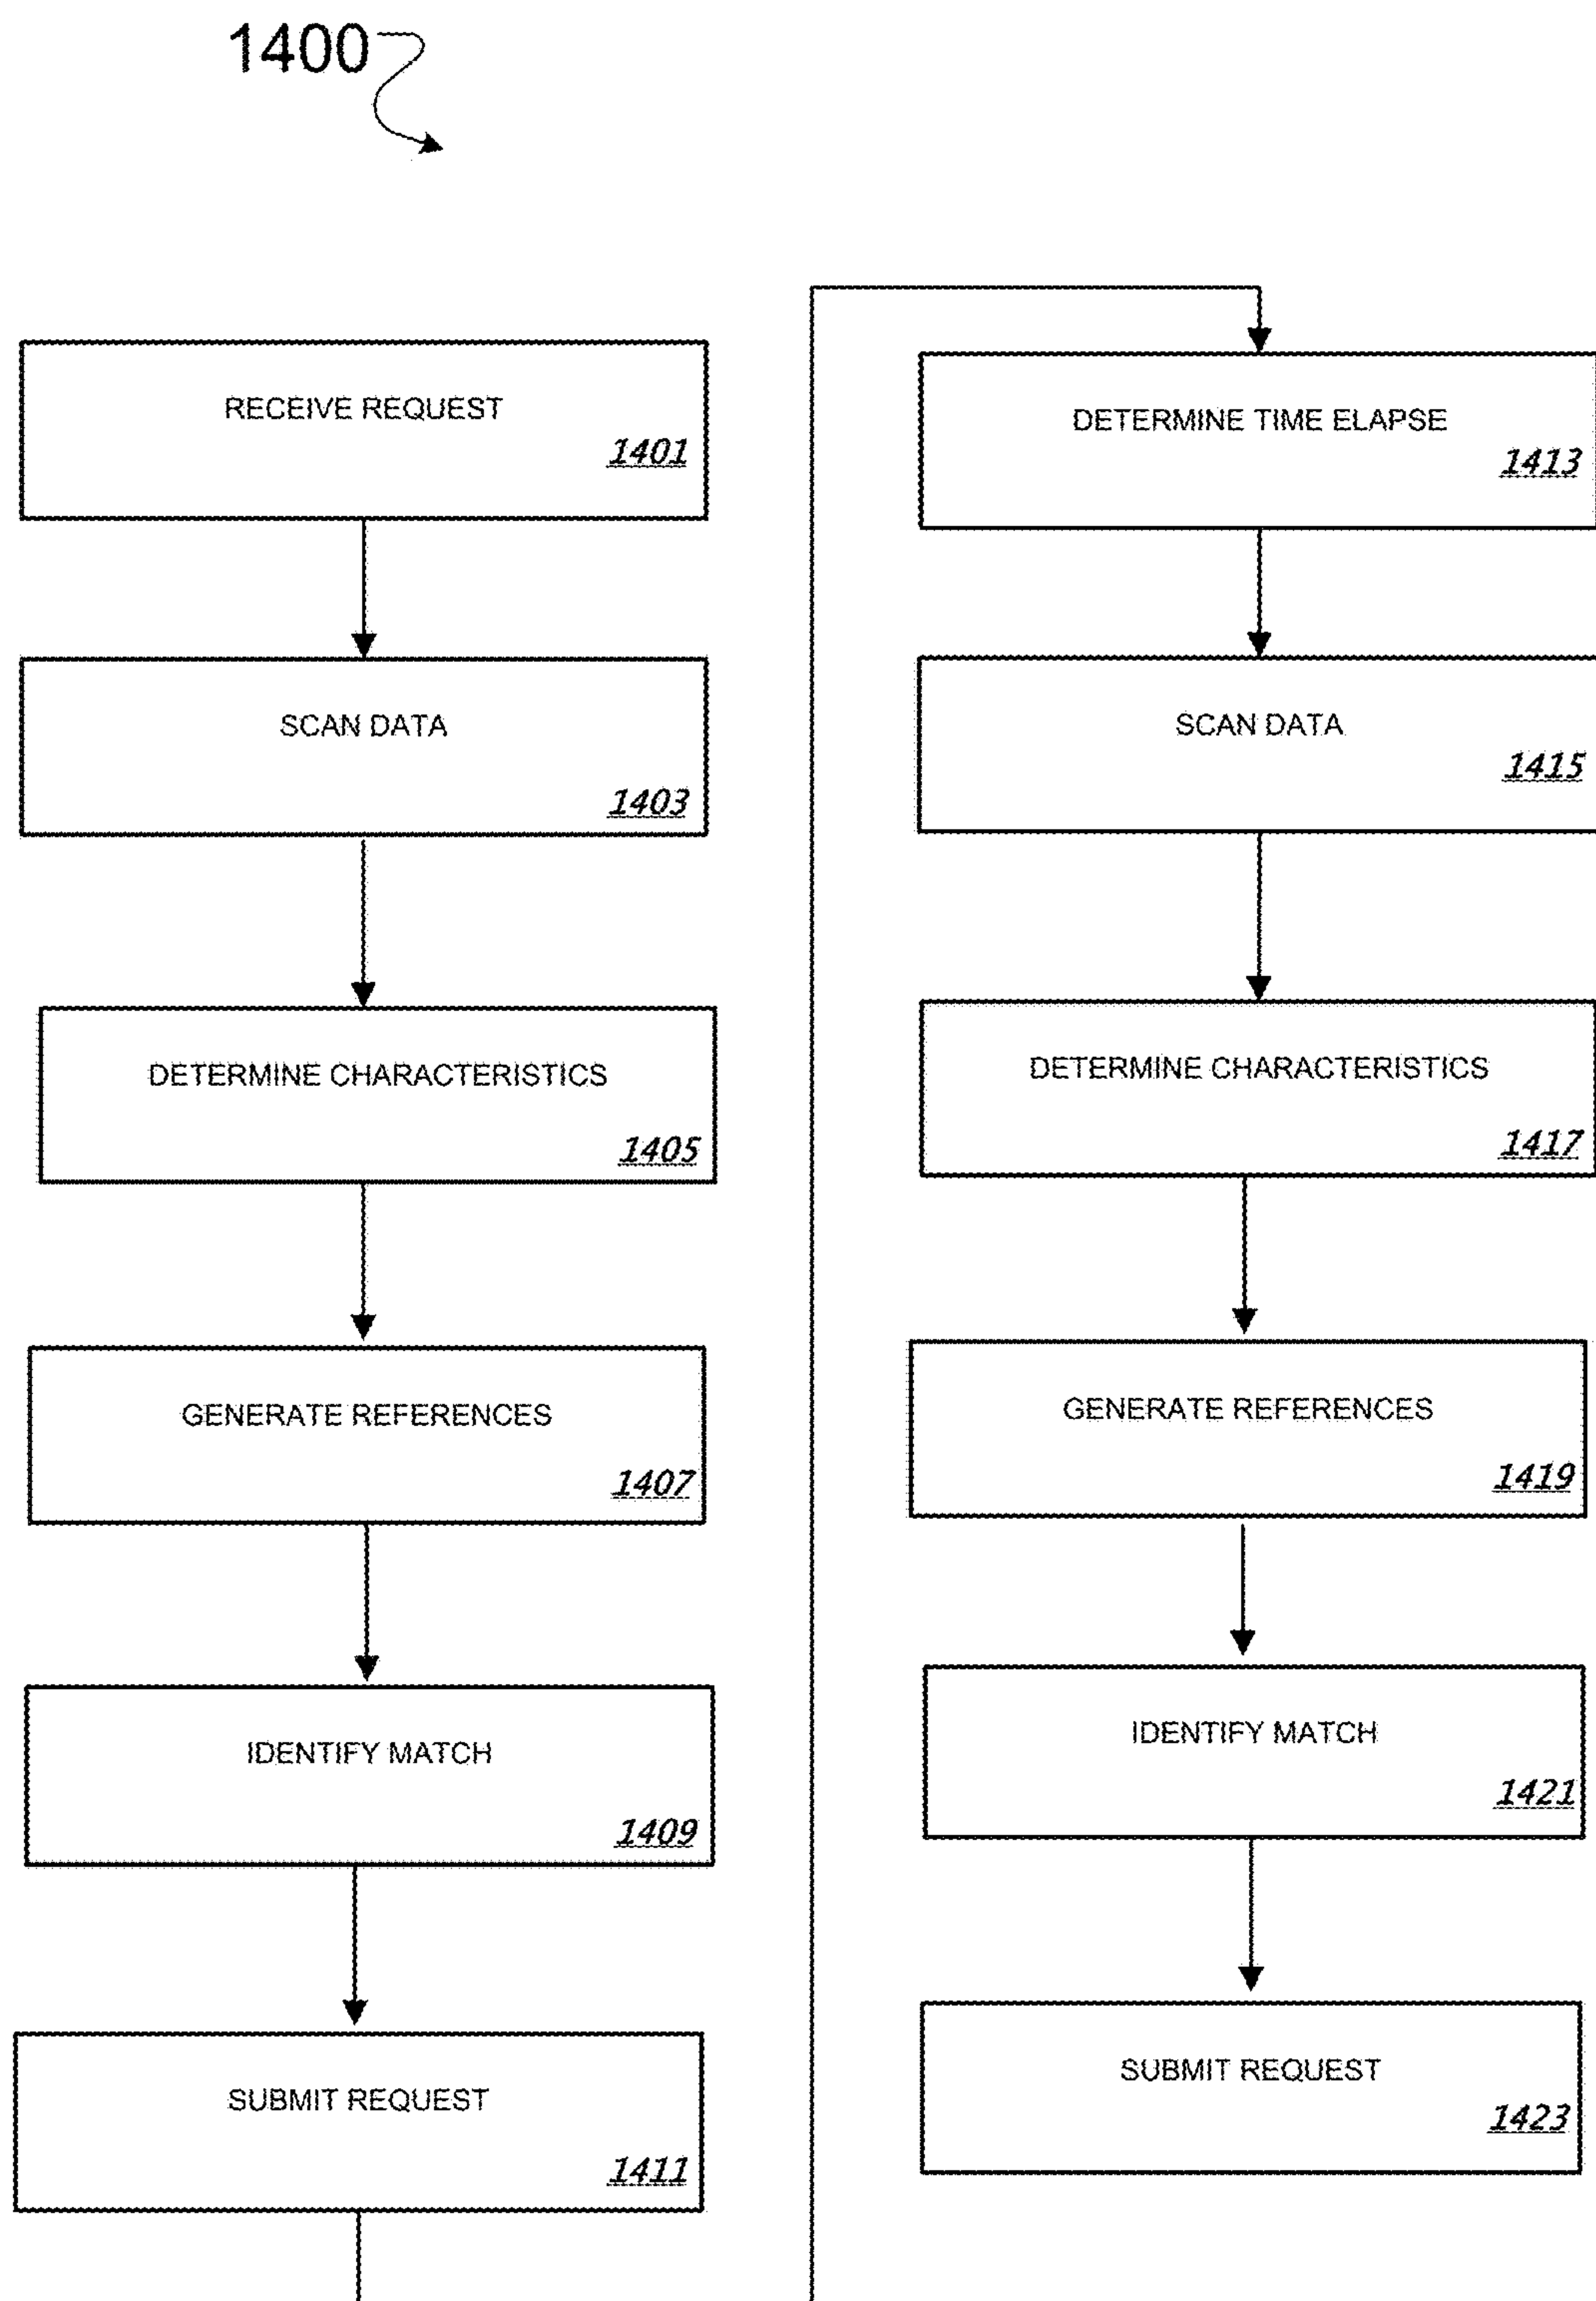 1400
RECEIVE REQUEST
1401
SCAN DATA
1403
DETERMINE CHARACTERISTICS
1405
GENERATE REFERENCES
1407
IDENTIFY MATCH
1409
SUBMIT REQUEST
1411
DETERMINE TIME ELAPSE
1413
SCAN DATA
1415
DETERMINE CHARACTERISTICS
1417
GENERATE REFERENCES
1419
IDENTIFY MATCH
1421
SUBMIT REQUEST
1423